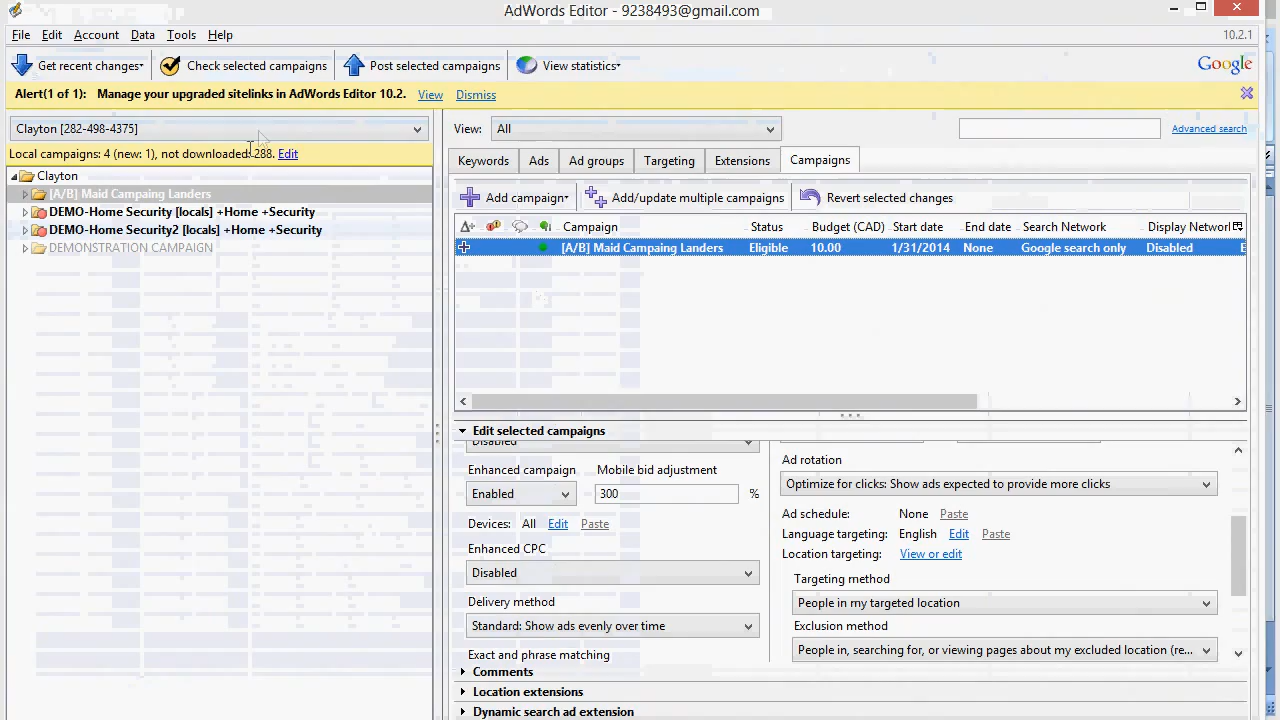 AdWords Editor - 9238493@gmail.com
File Edit Account Data Tools Help 10.2.1
Get recent changes Check selected campaigns Post selected campaigns View statistics Google
Alert(1 of 1): Manage your upgraded sitelinks in AdWords Editor 10.2. View Dismiss
Clayton [282-498-4375]
Local campaigns: 4 (new: 1), not downloaded: 288. Edit
Clayton
[A/B] Maid Campaing Landers
DEMO-Home Security [locals] +Home +Security
DEMO-Home Security2 [locals] +Home +Security
DEMONSTRATION CAMPAIGN
View: All Advanced search
Keywords Ads Ad groups Targeting Extensions Campaigns
Add campaign Add/update multiple campaigns Revert selected changes
Campaign Status Budget (CAD) Start date End date Search Network Display Network
[A/B] Maid Campaing Landers Eligible 10.00 1/31/2014 None Google search only Disabled E
Edit selected campaigns
Disabled
Enhanced campaign Mobile bid adjustment
Enabled 300 %
Devices: All Edit Paste
Enhanced CPC
Disabled
Delivery method
Standard: Show ads evenly over time
Exact and phrase matching
Ad rotation
Optimize for clicks: Show ads expected to provide more clicks
Ad schedule: None Paste
Language targeting: English Edit Paste
Location targeting: View or edit
Targeting method
People in my targeted location
Exclusion method
People in, searching for, or viewing pages about my excluded location (re...
Comments
Location extensions
Dynamic search ad extension